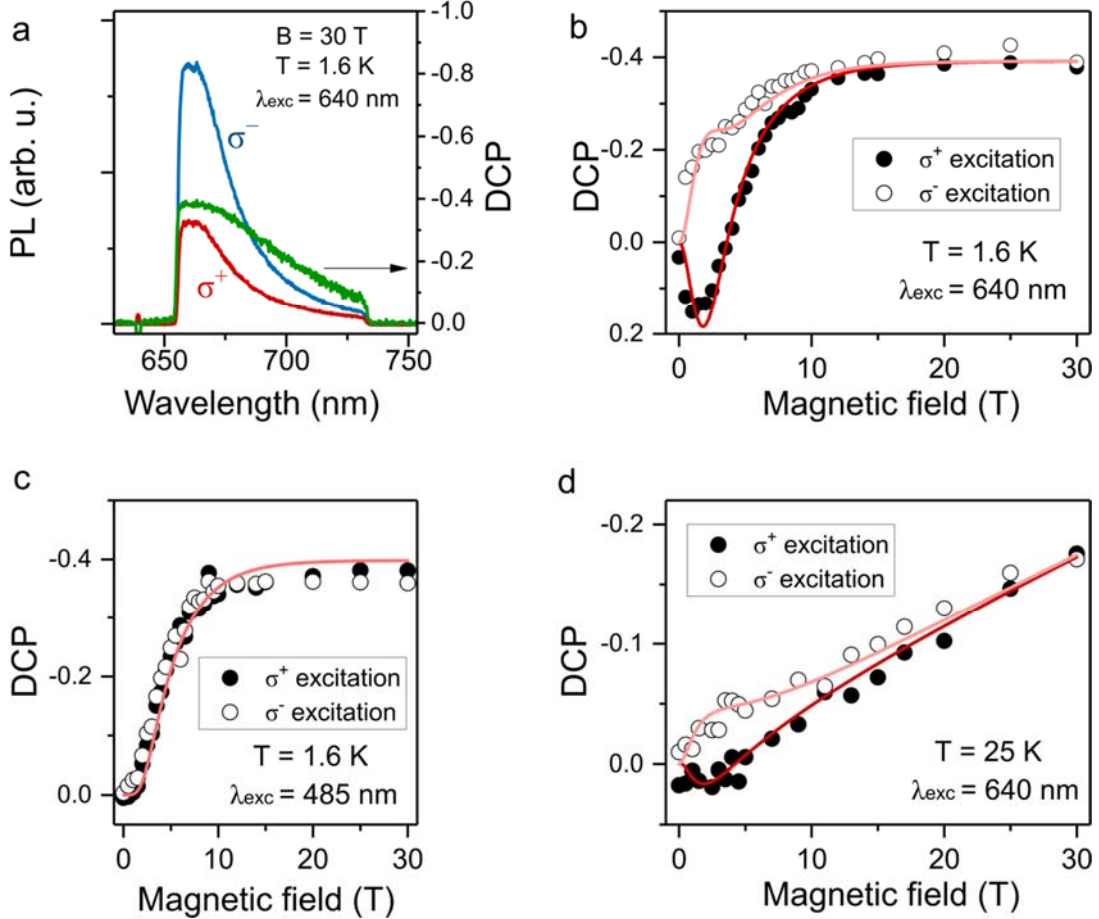 a
B = 30 T
T = 1.6 K
λexc = 640 nm
σ⁻
σ⁺
PL (arb. u.)
DCP
-1.0
-0.8
-0.6
-0.4
-0.2
0.0
650
700
750
Wavelength (nm)
b
-0.4
-0.2
0.0
0.2
DCP
σ⁺ excitation
σ⁻ excitation
T = 1.6 K
λexc = 640 nm
0
10
20
30
Magnetic field (T)
c
-0.4
-0.2
0.0
DCP
σ⁺ excitation
σ⁻ excitation
T = 1.6 K
λexc = 485 nm
0
10
20
30
Magnetic field (T)
d
-0.2
-0.1
0.0
DCP
σ⁺ excitation
σ⁻ excitation
T = 25 K
λexc = 640 nm
0
10
20
30
Magnetic field (T)